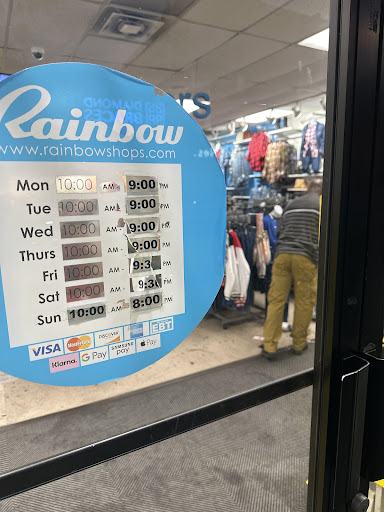 Rainbow
www.rainbowshops.com
Mon 10:00 AM - 9:00 PM
Tue 10:00 AM - 9:00 PM
Wed 10:00 AM - 9:00 PM
Thurs 10:00 AM - 9:00 PM
Fri 10:00 AM - 9:30 PM
Sat 10:00 AM - 9:30 PM
Sun 10:00 AM - 8:00 PM
VISA MasterCard DISCOVER EBT
Klarna. G Pay SAMSUNG pay Pay